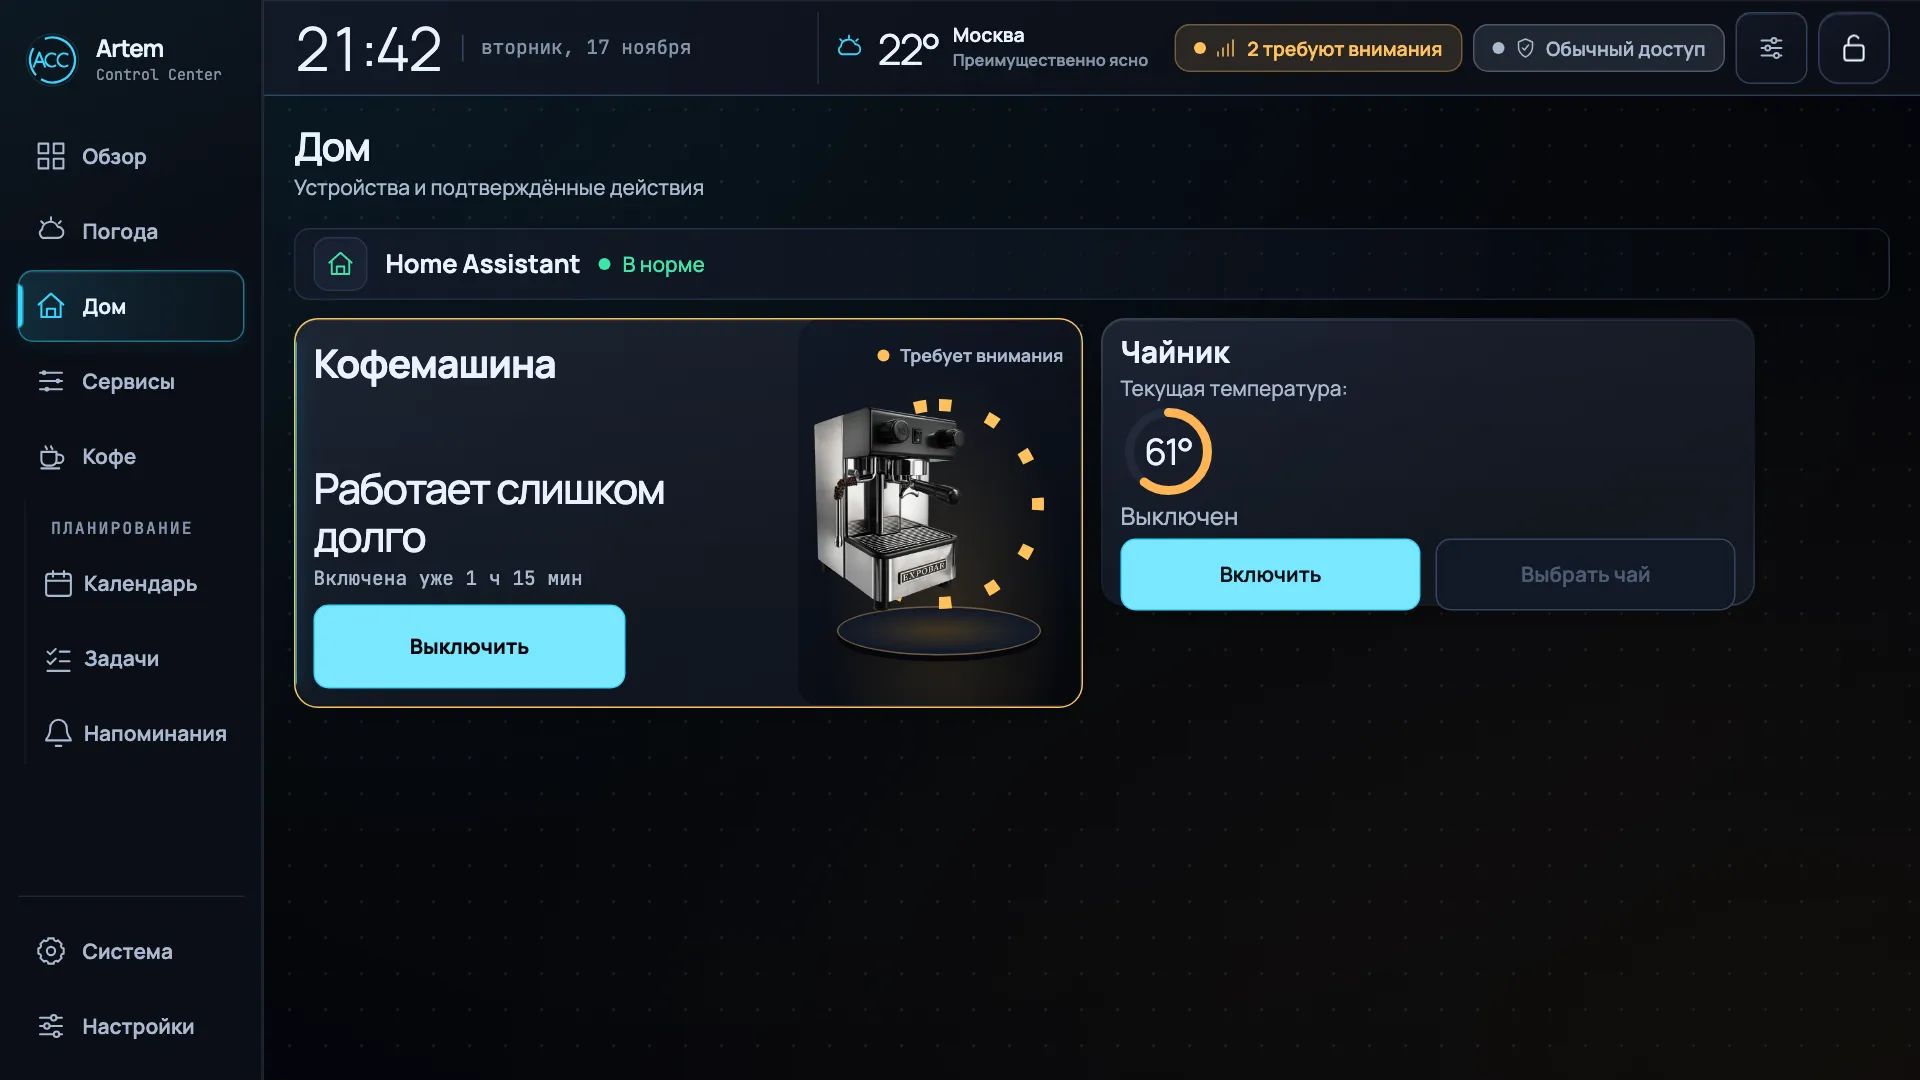 ACC
Artem
Control Center
Обзор
Погода
Дом
Сервисы
Кофе
ПЛАНИРОВАНИЕ
Календарь
Задачи
Напоминания
Система
Настройки
21:42
вторник, 17 ноября
22°
Москва
Преимущественно ясно
2 требуют внимания
Обычный доступ
Дом
Устройства и подтверждённые действия
Home Assistant
В норме
Кофемашина
Требует внимания
Работает слишком
долго
Включена уже 1 ч 15 мин
Выключить
EXPOBAR
Чайник
Текущая температура:
61°
Выключен
Включить
Выбрать чай